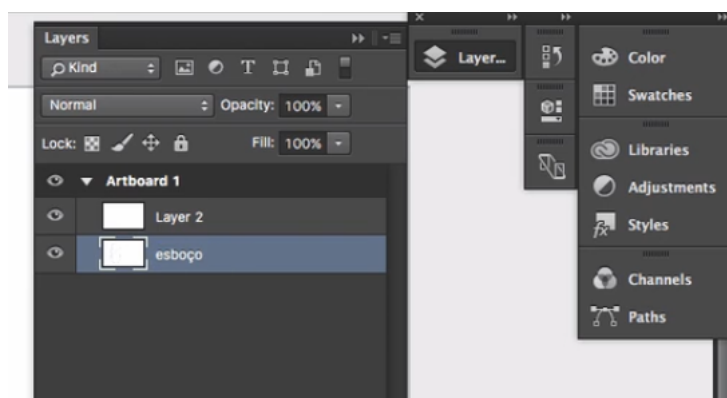 Layers
Kind
Normal Opacity: 100%
Lock: Fill: 100%
Artboard 1
Layer 2
esboço
Layer...
Color
Swatches
Libraries
Adjustments
Styles
Channels
Paths